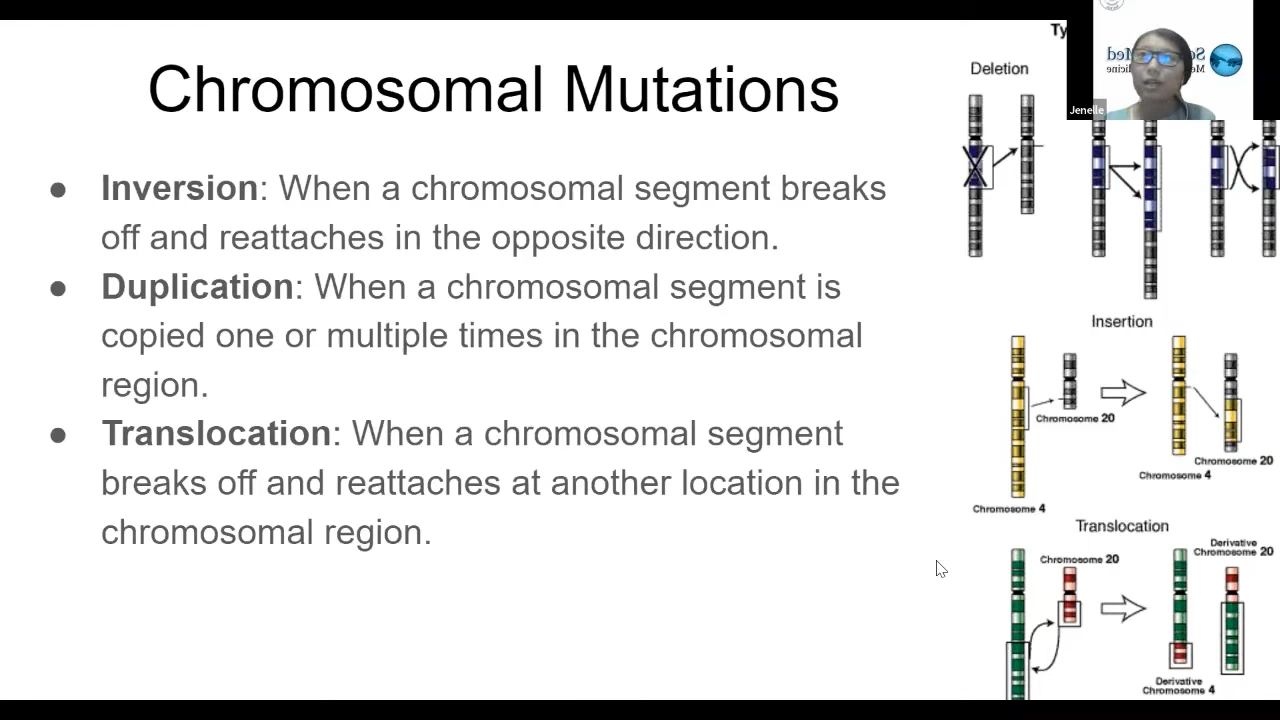 Chromosomal Mutations
● Inversion: When a chromosomal segment breaks
off and reattaches in the opposite direction.
● Duplication: When a chromosomal segment is
copied one or multiple times in the chromosomal
region.
● Translocation: When a chromosomal segment
breaks off and reattaches at another location in the
chromosomal region.
Ty
Deletion
Jenelle
Insertion
Chromosome 20
Chromosome 20
Chromosome 4
Chromosome 4
Translocation
Derivative
Chromosome 20
Chromosome 20
Derivative
Chromosome 4